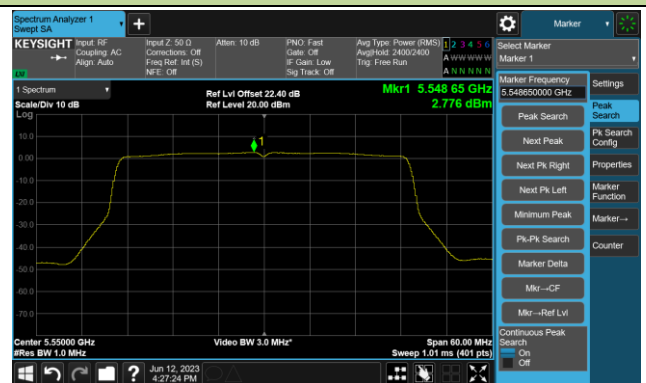 Spectrum Analyzer 1
Swept SA
Marker
KEYSIGHT
Input: RF
Coupling: AC
Align: Auto
Input Z: 50 Ω
Corrections: Off
Freq Ref: Int (S)
NFE: Off
Atten: 10 dB
PNO: Fast
Gate: Off
IF Gain: Low
Sig Track: Off
Avg Type: Power (RMS)
Avg|Hold: 2400/2400
Trig: Free Run
1 2 3 4 5 6
A W W W W W
A N N N N N
Select Marker
Marker 1
1 Spectrum
Scale/Div 10 dB
Log
Ref Lvl Offset 22.40 dB
Ref Level 20.00 dBm
Mkr1 5.548 65 GHz
2.776 dBm
10.0
0.00
-10.0
-20.0
-30.0
-40.0
-50.0
-60.0
-70.0
1
Center 5.55000 GHz
#Res BW 1.0 MHz
Video BW 3.0 MHz*
Span 60.00 MHz
Sweep 1.01 ms (401 pts)
Marker Frequency
5.548650000 GHz
Peak Search
Next Peak
Next Pk Right
Next Pk Left
Minimum Peak
Pk-Pk Search
Marker Delta
Mkr→CF
Mkr→Ref Lvl
Continuous Peak
Search
On
Off
Settings
Peak
Search
Pk Search
Config
Properties
Marker
Function
Marker→
Counter
Jun 12, 2023
4:27:24 PM